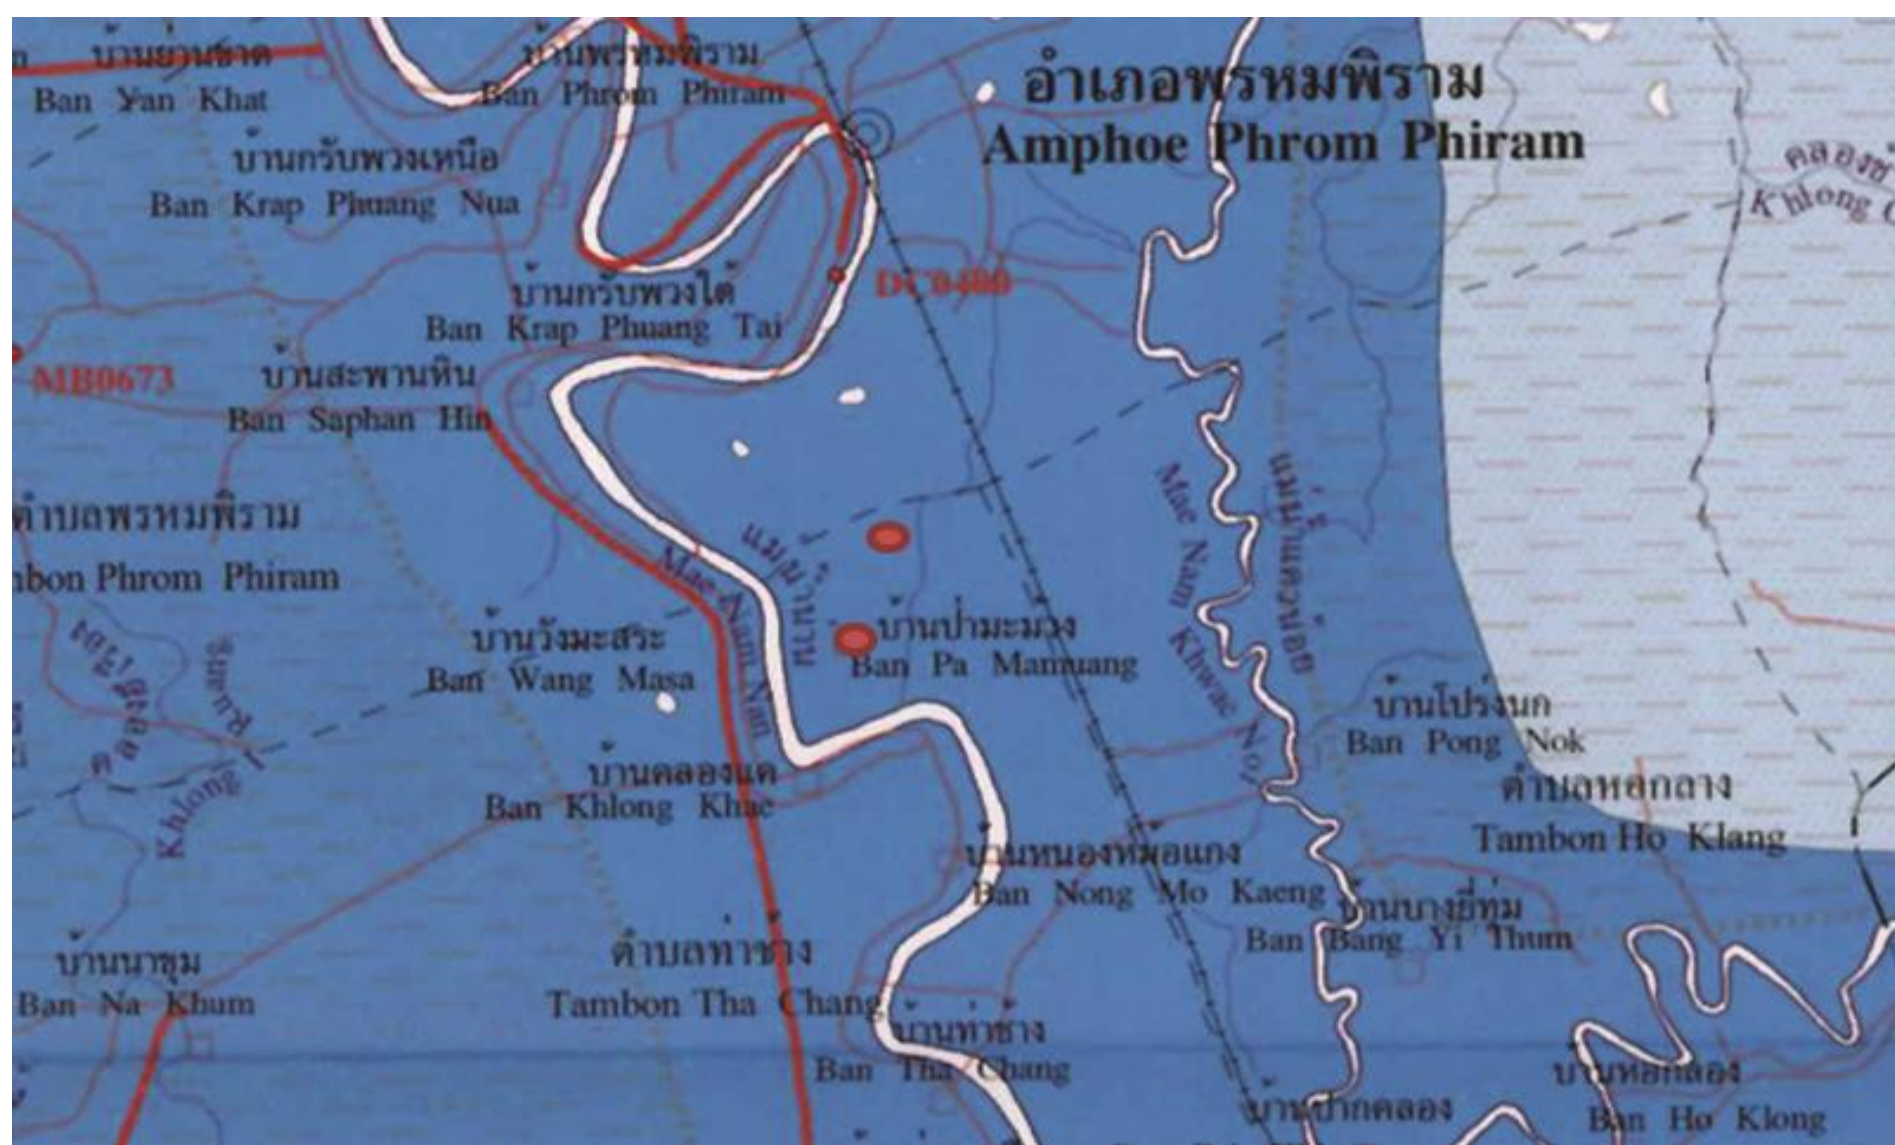 บ้านย่านขาด
Ban Yan Khat
บ้านพรหมพิราม
Ban Phrom Phiram
อำเภอพรหมพิราม
Amphoe Phrom Phiram
บ้านกรับพวงเหนือ
Ban Krap Phuang Nua
Khlong
บ้านกรับพวงใต้
Ban Krap Phuang Tai
DC0480
MB0673
บ้านสะพานหิน
Ban Saphan Hin
ตำบลพรหมพิราม
Phrom Phiram
แม่น้ำน่าน
Mae Nam Nan
แม่น้ำแควน้อย
Mae Nam Khwae Noi
บ้านวังมะสระ
Ban Wang Masa
บ้านป่ามะม่วง
Ban Pa Mamuang
บ้านโปร่งนก
Ban Pong Nok
Khlong
บ้านคลองแค
Ban Khlong Khae
ตำบลหอกลาง
Tambon Ho Klang
บ้านหนองหม้อแกง
Ban Nong Mo Kaeng
บ้านบางยี่ทุ่ม
Ban Bang Yi Thum
บ้านนาขุม
Ban Na Khum
ตำบลท่าช้าง
Tambon Tha Chang
บ้านท่าช้าง
Ban Tha Chang
บ้านหอกลอง
Ban Ho Klong
บ้านปากคลอง